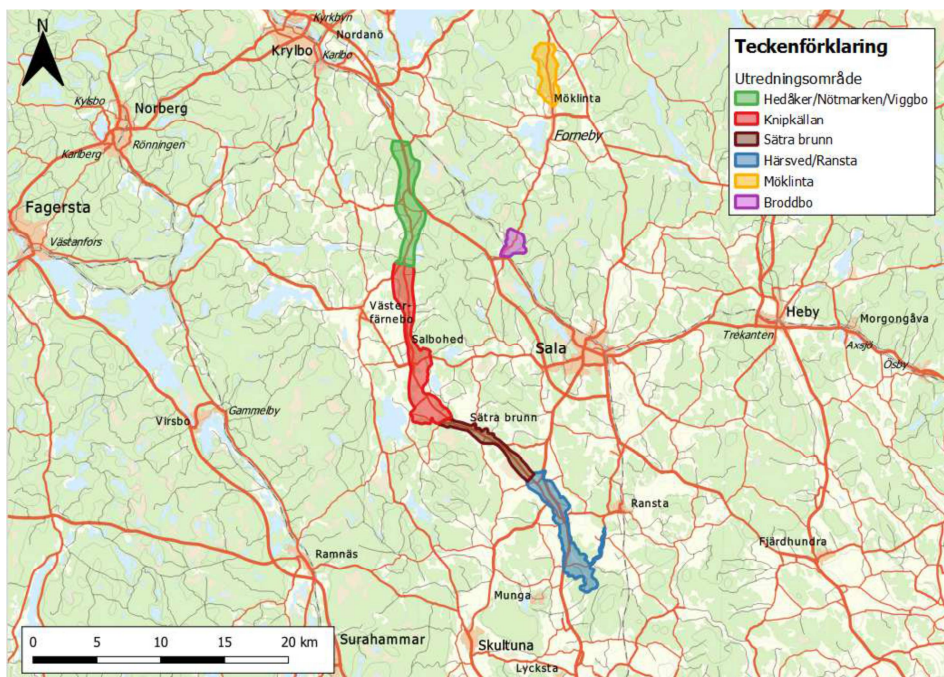 N
Kyrkbyn
Nordanö
Krylbo
Karlbo
Kylsbo
Norberg
Karlberg
Rönningen
Fagersta
Västanfors
Möklinta
Forneby
Teckenförklaring
Utredningsområde
Hedåker/Nötmarken/Viggbo
Knipkällan
Sätra brunn
Härsved/Ransta
Möklinta
Broddbo
Väster-
färnebo
Salbohed
Sala
Heby
Trekanten
Morgongåva
Axsjö
Ösby
Virsbo
Gammelby
Sätra brunn
Ransta
Fjärdhundra
Ramnäs
Munga
Surahammar
Skultuna
Lycksta
0 5 10 15 20 km